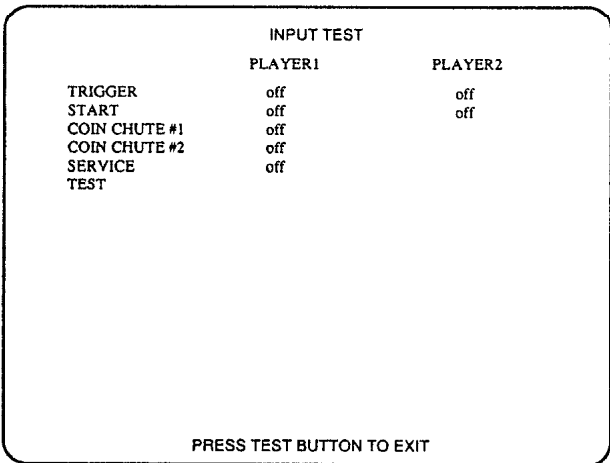 INPUT TEST
PLAYER1 PLAYER2
TRIGGER off off
START off off
COIN CHUTE #1 off
COIN CHUTE #2 off
SERVICE off
TEST
PRESS TEST BUTTON TO EXIT